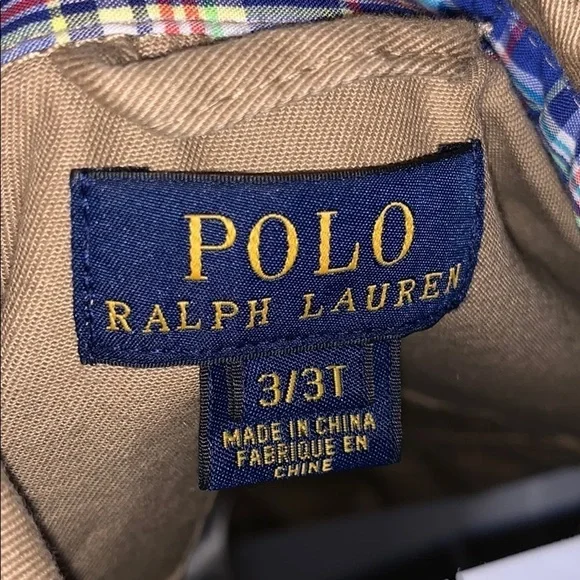 POLO
RALPH LAUREN
3/3T
MADE IN CHINA
FABRIQUE EN
CHINE